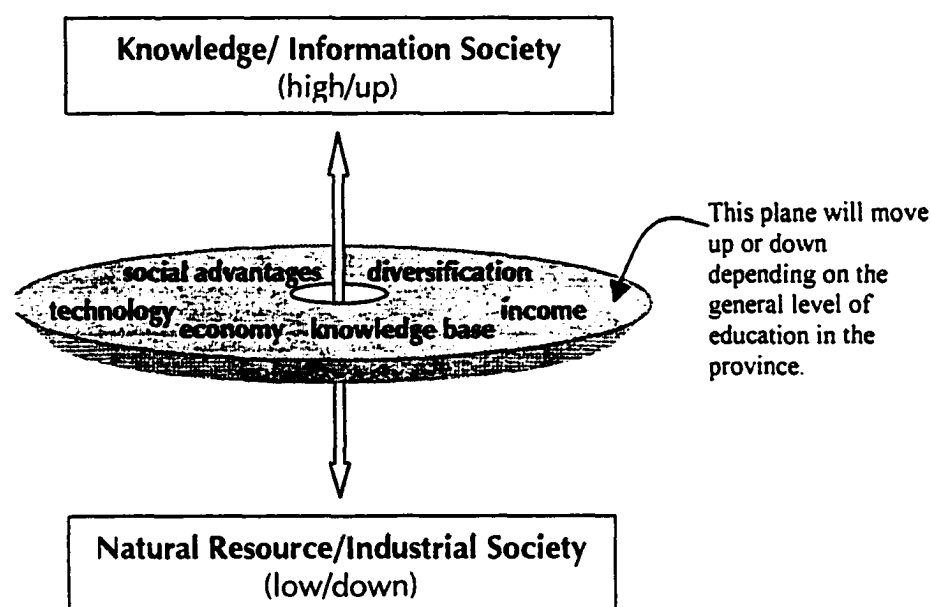 Knowledge/ Information Society
(high/up)
This plane will move
up or down
depending on the
general level of
education in the
province.
social advantages diversification
technology income
economy knowledge base
Natural Resource/Industrial Society
(low/down)